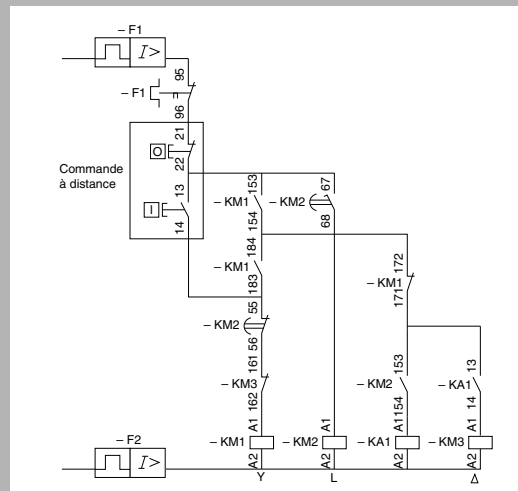 – F1
I>
95
– F1
96
21
O
22
Commande
à distance
13
I
14
153
– KM1
154
67
– KM2
68
184
– KM1
183
172
– KM1
171
55
– KM2
56
161
– KM3
162
153
– KM2
154
13
– KA1
14
A1
– KM1
A2
A1
– KM2
A2
A1
– KA1
A2
A1
– KM3
A2
– F2
I>
Y
L
Δ